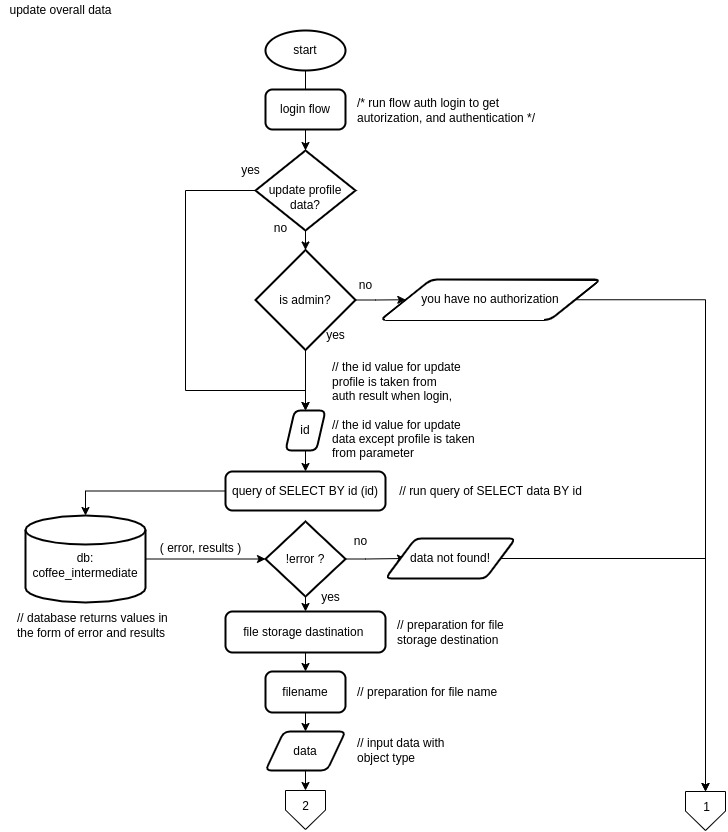 update overall data
start
login flow
/* run flow auth login to get
autorization, and authentication */
yes
update profile
data?
no
is admin?
no
you have no authorization
yes
// the id value for update
profile is taken from
auth result when login,
id
// the id value for update
data except profile is taken
from parameter
query of SELECT BY id (id)
// run query of SELECT data BY id
db:
coffee_intermediate
( error, results )
!error ?
no
data not found!
yes
// database returns values in
the form of error and results
file storage dastination
// preparation for file
storage destination
filename
// preparation for file name
data
// input data with
object type
2
1